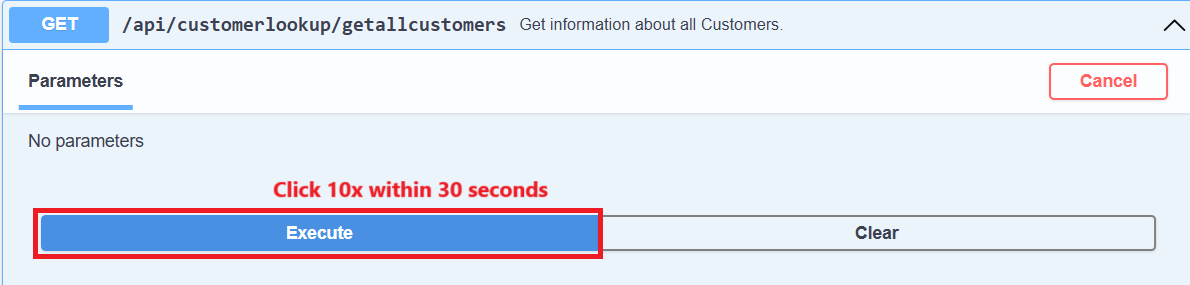 GET /api/customerlookup/getallcustomers Get information about all Customers.
Parameters Cancel
No parameters
Click 10x within 30 seconds
Execute Clear